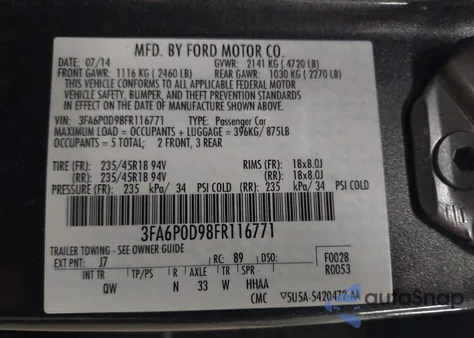 MFD. BY FORD MOTOR CO.
DATE: 07/14 GVWR: 2141 KG ( 4720 LB)
FRONT GAWR: 1116 KG ( 2460 LB) REAR GAWR: 1030 KG ( 2270 LB)
THIS VEHICLE CONFORMS TO ALL APPLICABLE FEDERAL MOTOR
VEHICLE SAFETY, BUMPER, AND THEFT PREVENTION STANDARDS
IN EFFECT ON THE DATE OF MANUFACTURE SHOWN ABOVE.
VIN: 3FA6P0D98FR116771 TYPE: Passenger Car
MAXIMUM LOAD = OCCUPANTS + LUGGAGE = 396KG/ 875LB
OCCUPANTS = 5 TOTAL; 2 FRONT, 3 REAR
TIRE (FR): 235/45R18 94V RIMS (FR): 18x8.0J
(RR): 235/45R18 94V (RR): 18x8.0J
PRESSURE (FR): 235 kPa/ 34 PSI COLD (RR): 235 kPa/ 34 PSI COLD
3FA6P0D98FR116771
TRAILER TOWING - SEE OWNER GUIDE
EXT PNT: J7 RC: 89 DSO: F0028
R0053
INT TR TP/PS R AXLE TR SPR
QW N 33 W HHAA
CMC ▽5U5A-5420472-AA
autoSnap